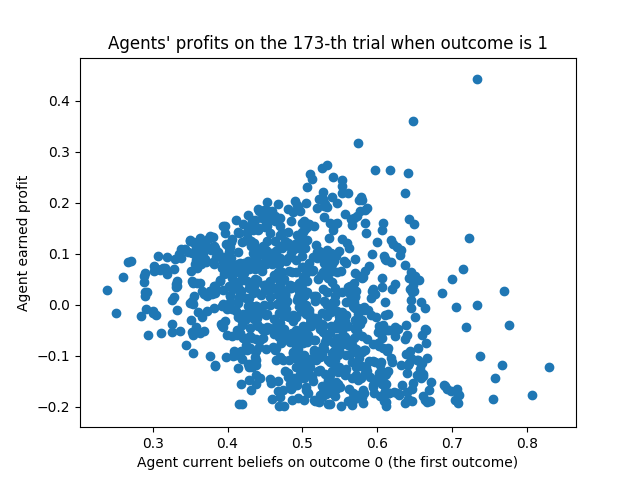 Agents' profits on the 173-th trial when outcome is 1
Agent earned profit
0.4
0.3
0.2
0.1
0.0
−0.1
−0.2
0.3 0.4 0.5 0.6 0.7 0.8
Agent current beliefs on outcome 0 (the first outcome)